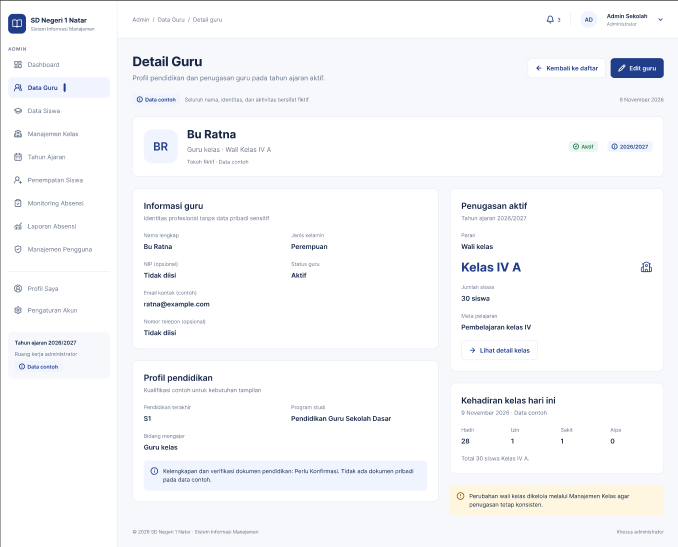 SD Negeri 1 Natar
Sistem Informasi Manajemen
ADMIN
Dashboard
Data Guru
Data Siswa
Manajemen Kelas
Tahun Ajaran
Penempatan Siswa
Monitoring Absensi
Laporan Absensi
Manajemen Pengguna
Profil Saya
Pengaturan Akun
Tahun ajaran 2026/2027
Ruang kerja administrator
Data contoh
Admin / Data Guru / Detail guru
3
AD
Admin Sekolah
Administrator
Detail Guru
Profil pendidikan dan penugasan guru pada tahun ajaran aktif.
Kembali ke daftar
Edit guru
Data contoh
Seluruh nama, identitas, dan aktivitas bersifat fiktif.
9 November 2026
BR
Bu Ratna
Guru kelas · Wali Kelas IV A
Tokoh fiktif · Data contoh
Aktif
2026/2027
Informasi guru
Identitas profesional tanpa data pribadi sensitif
Nama lengkap
Bu Ratna
Jenis kelamin
Perempuan
NIP (opsional)
Tidak diisi
Status guru
Aktif
Email kontak (contoh)
ratna@example.com
Nomor telepon (opsional)
Tidak diisi
Profil pendidikan
Kualifikasi contoh untuk kebutuhan tampilan
Pendidikan terakhir
S1
Program studi
Pendidikan Guru Sekolah Dasar
Bidang mengajar
Guru kelas
Kelengkapan dan verifikasi dokumen pendidikan: Perlu Konfirmasi. Tidak ada dokumen pribadi
pada data contoh.
Penugasan aktif
Tahun ajaran 2026/2027
Peran
Wali kelas
Kelas IV A
Jumlah siswa
30 siswa
Mata pelajaran
Pembelajaran kelas IV
Lihat detail kelas
Kehadiran kelas hari ini
9 November 2026 · Data contoh
Hadir
Izin
Sakit
Alpa
28
1
1
0
Total 30 siswa Kelas IV A.
Perubahan wali kelas dikelola melalui Manajemen Kelas agar
penugasan tetap konsisten.
© 2026 SD Negeri 1 Natar · Sistem Informasi Manajemen
Khusus administrator